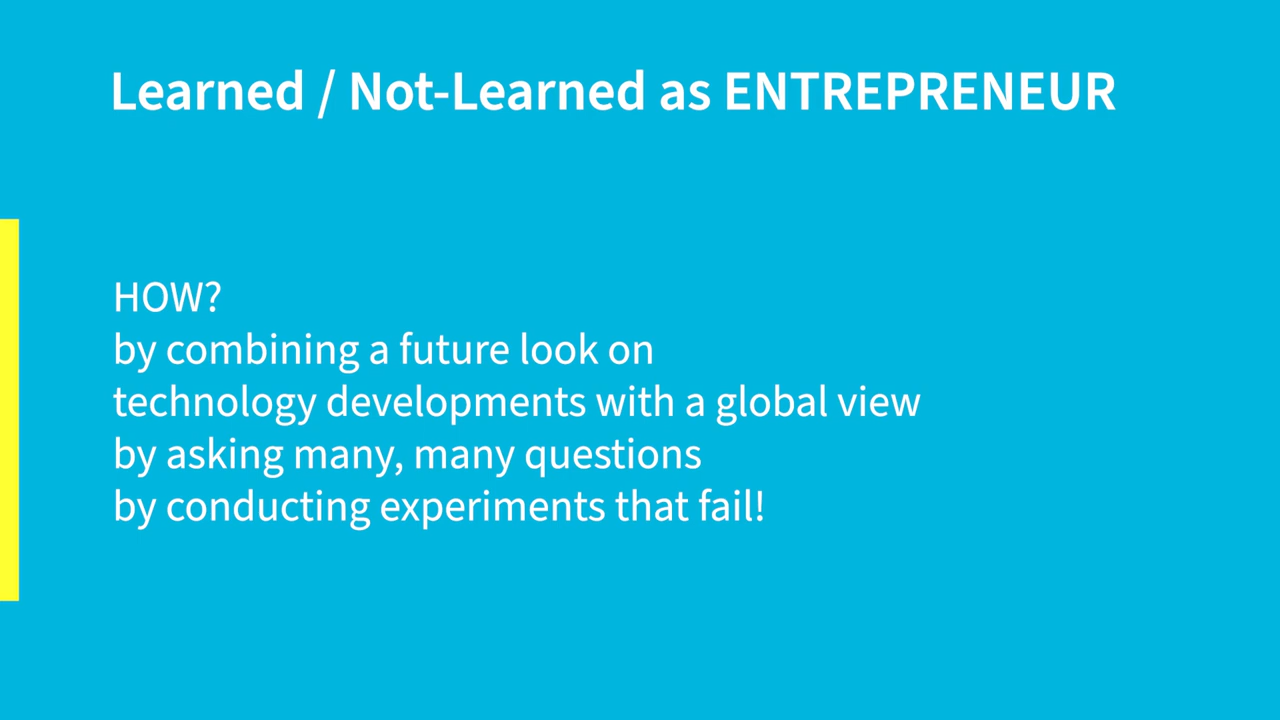 Learned / Not-Learned as ENTREPRENEUR
HOW?
by combining a future look on
technology developments with a global view
by asking many, many questions
by conducting experiments that fail!